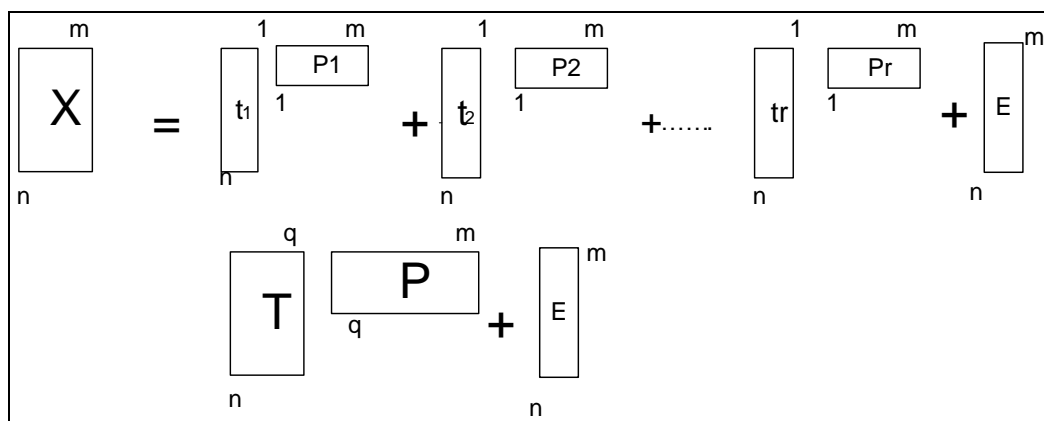 m 1 m 1 m 1 m m
X = t1 P1 + t2 P2 +....... tr Pr + E
1 1 1
n n n n n
q m m
T P + E
q
n n